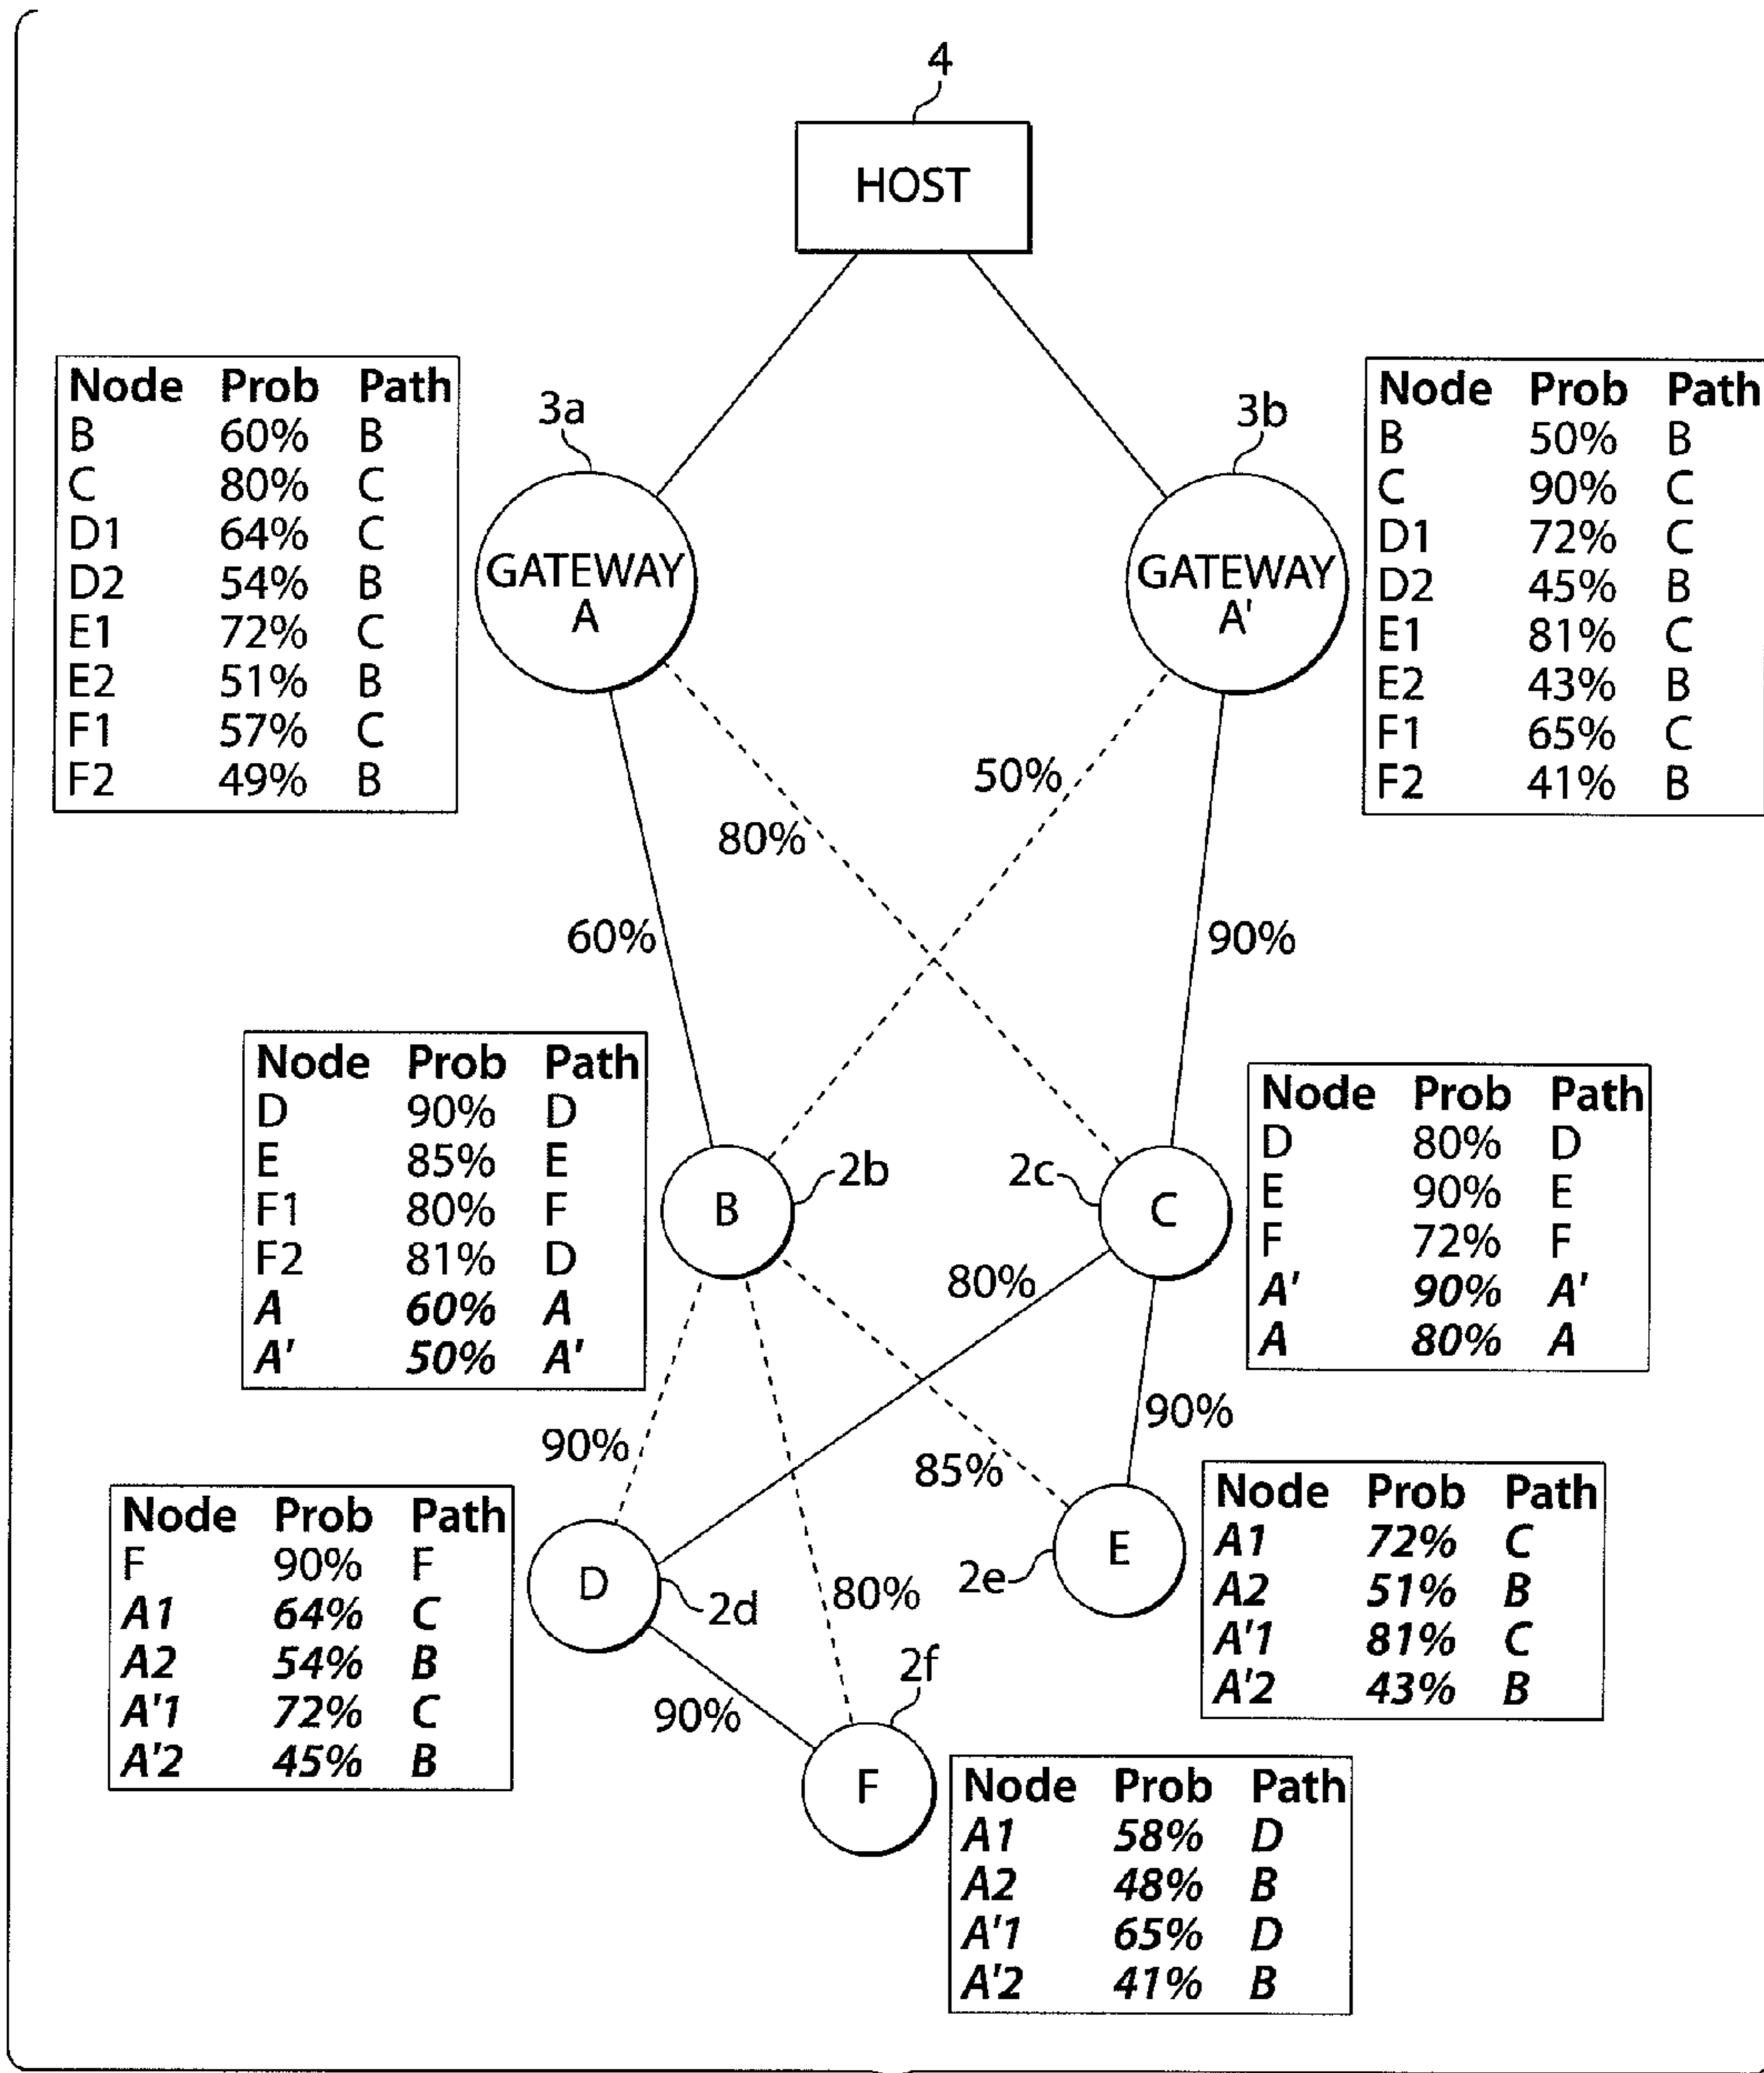 4
HOST
3a
3b
GATEWAY
A
GATEWAY
A'
Node Prob Path
B 60% B
C 80% C
D1 64% C
D2 54% B
E1 72% C
E2 51% B
F1 57% C
F2 49% B
Node Prob Path
B 50% B
C 90% C
D1 72% C
D2 45% B
E1 81% C
E2 43% B
F1 65% C
F2 41% B
50%
80%
60%
90%
Node Prob Path
D 90% D
E 85% E
F1 80% F
F2 81% D
A 60% A
A' 50% A'
B
2b
2c
C
Node Prob Path
D 80% D
E 90% E
F 72% F
A' 90% A'
A 80% A
80%
90%
90%
85%
80%
Node Prob Path
F 90% F
A1 64% C
A2 54% B
A'1 72% C
A'2 45% B
D
2d
2e
E
Node Prob Path
A1 72% C
A2 51% B
A'1 81% C
A'2 43% B
90%
2f
F
Node Prob Path
A1 58% D
A2 48% B
A'1 65% D
A'2 41% B